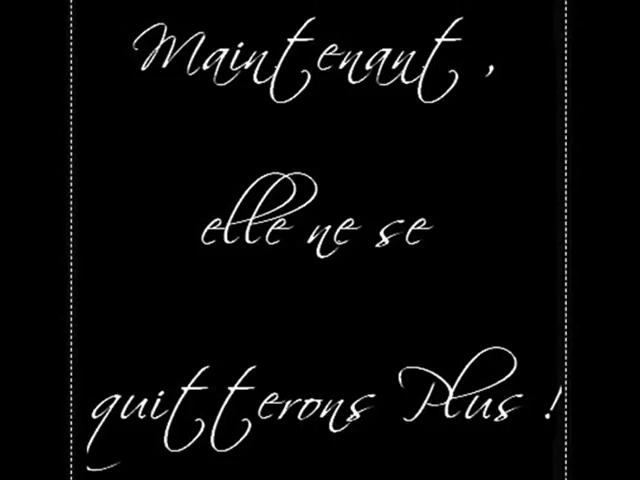 Maintenant ,
elle ne se
quitterons Plus !